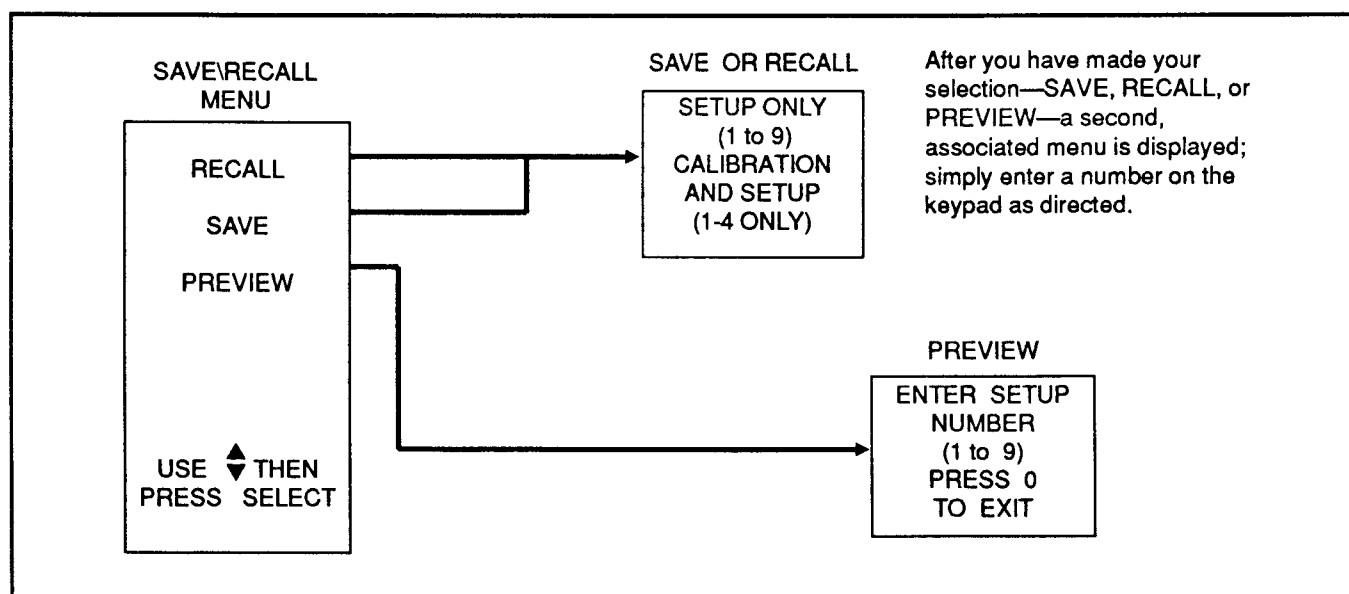 SAVE\RECALL
MENU
RECALL
SAVE
PREVIEW
USE ▲▼ THEN
PRESS SELECT
SAVE OR RECALL
SETUP ONLY
(1 to 9)
CALIBRATION
AND SETUP
(1-4 ONLY)
After you have made your
selection—SAVE, RECALL, or
PREVIEW—a second,
associated menu is displayed;
simply enter a number on the
keypad as directed.
PREVIEW
ENTER SETUP
NUMBER
(1 to 9)
PRESS 0
TO EXIT